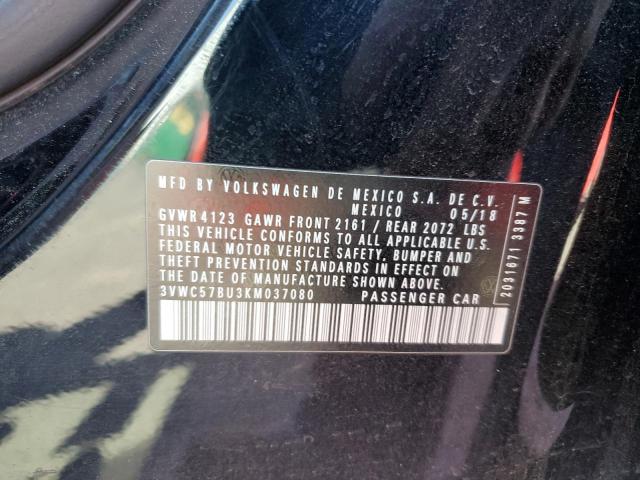 MFD BY VOLKSWAGEN DE MEXICO S.A. DE C.V.
MEXICO 05/18
GVWR 4123 GAWR FRONT 2161 / REAR 2072 LBS
THIS VEHICLE CONFORMS TO ALL APPLICABLE U.S.
FEDERAL MOTOR VEHICLE SAFETY, BUMPER AND
THEFT PREVENTION STANDARDS IN EFFECT ON
THE DATE OF MANUFACTURE SHOWN ABOVE.
3VWC57BU3KM037080 PASSENGER CAR
2031671 3387 M